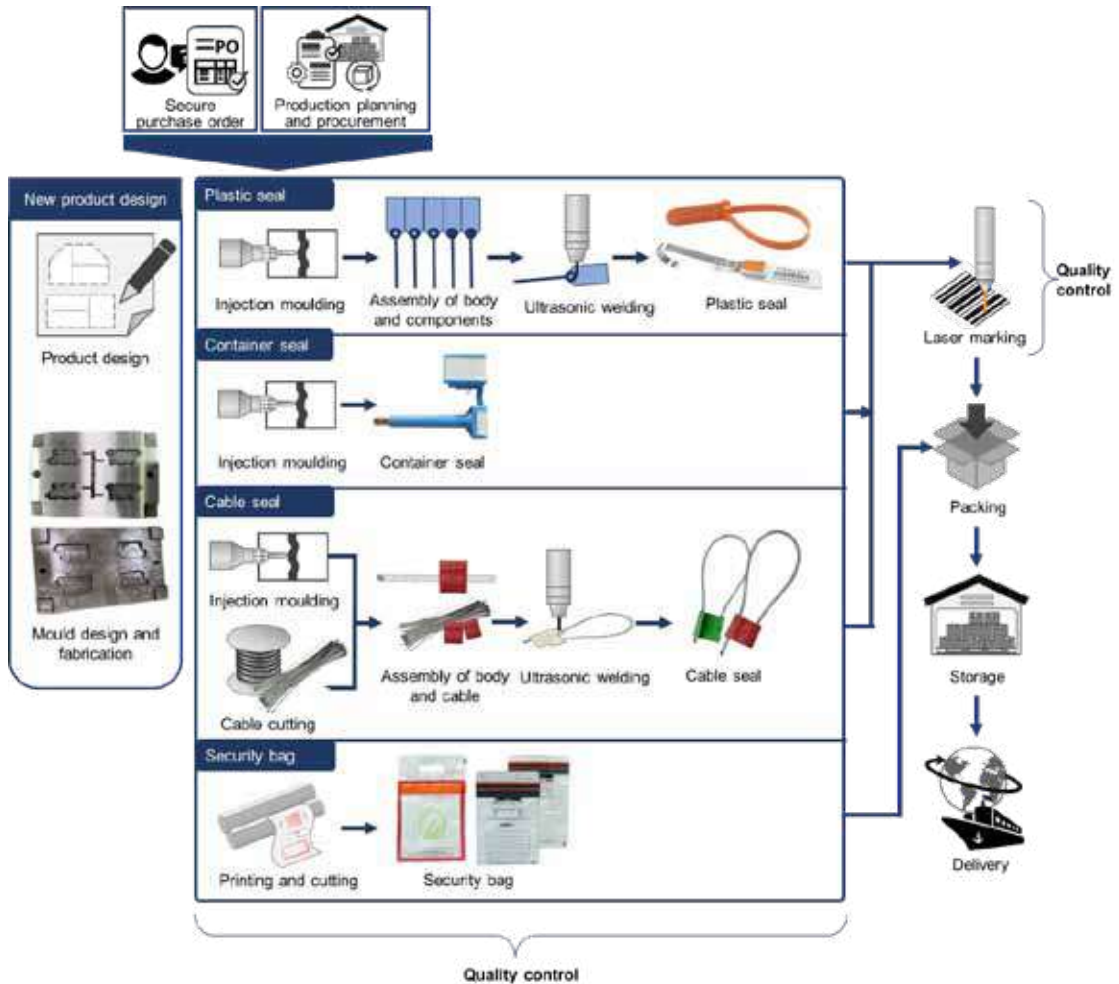 PO
Secure
purchase order
Production planning
and procurement
New product design
Product design
Mould design and
fabrication
Plastic seal
Injection moulding
Assembly of body
and components
Ultrasonic welding
Plastic seal
Container seal
Injection moulding
Container seal
Cable seal
Injection moulding
Cable cutting
Assembly of body
and cable
Ultrasonic welding
Cable seal
Security bag
Printing and cutting
Security bag
Quality control
Laser marking
Quality
control
Packing
Storage
Delivery